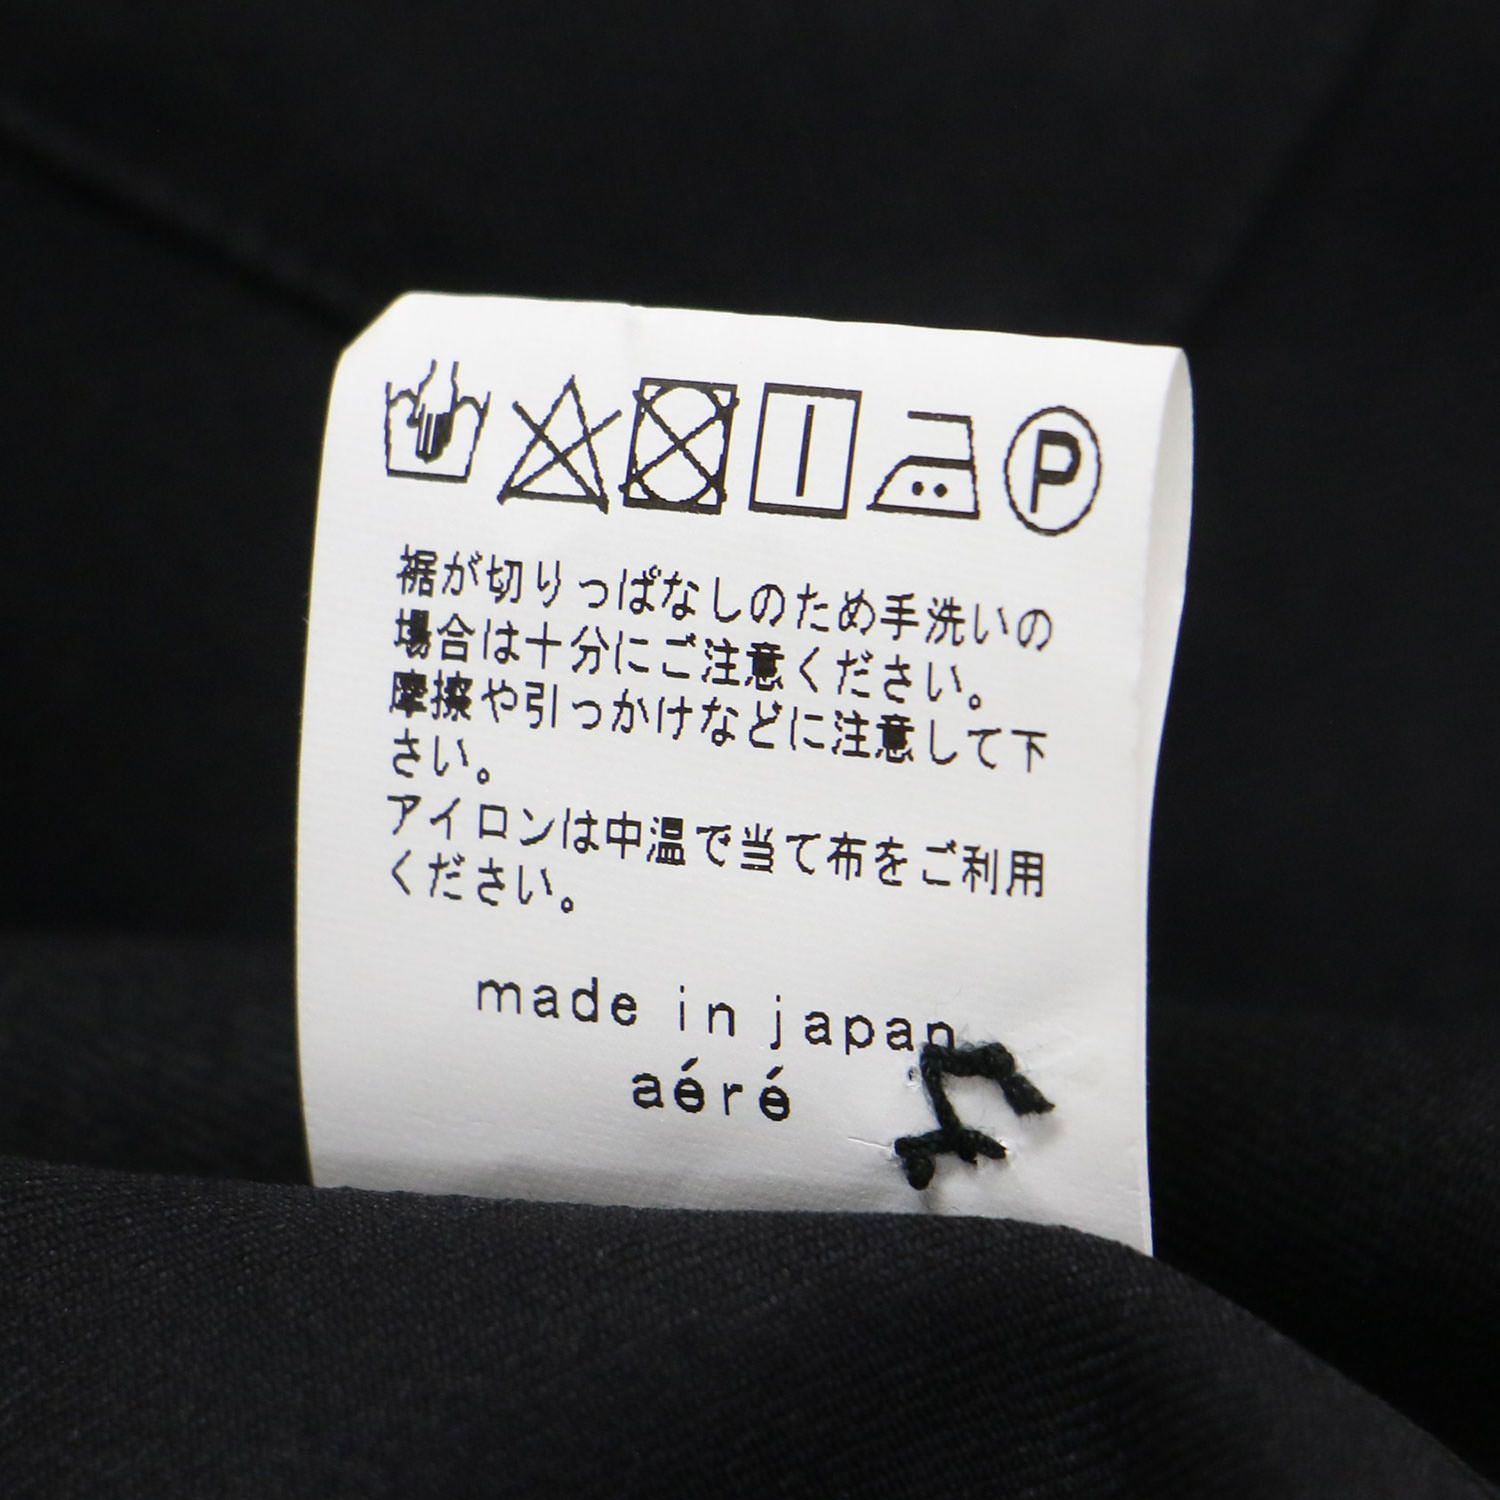 P
裾が切りっぱなしのため手洗いの
場合は十分にご注意ください。
摩擦や引っかけなどに注意して下
さい。
アイロンは中温で当て布をご利用
ください。
made in japan
aéré